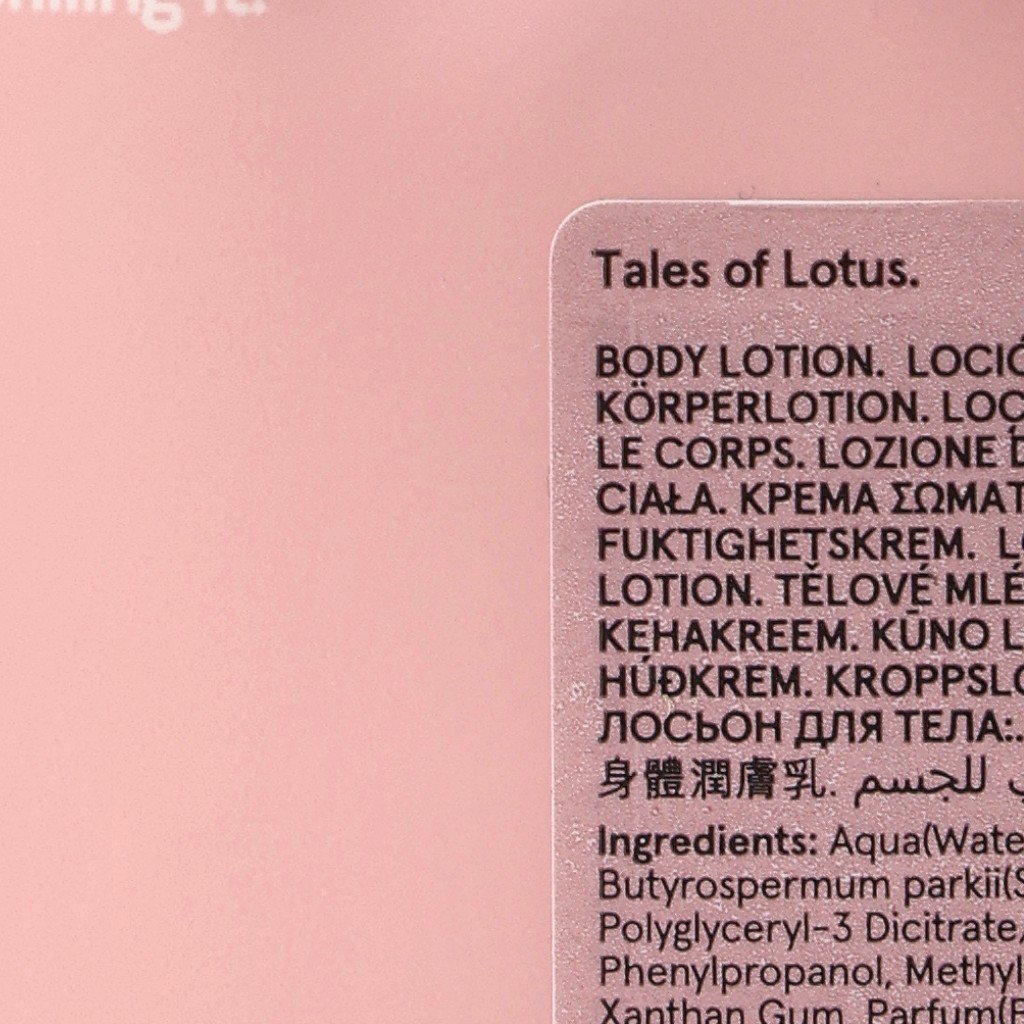 Tales of Lotus.
BODY LOTION. LOCIÓ
KÖRPERLOTION. LOC
LE CORPS. LOZIONE
CIAŁA. ΚΡΕΜΑ ΣΩΜΑΤ
FUKTIGHETSKREM. L
LOTION. TĚLOVÉ MLÉ
KEHAKREEM. KŪNO L
HÚÐKREM. KROPPSLO
ЛОСЬОН ДЛЯ ТЕЛА:.
身體潤膚乳. للجسم
Ingredients: Aqua(Wate
Butyrospermum parkii(S
Polyglyceryl-3 Dicitrate/
Phenylpropanol, Methyl
Xanthan Gum, Parfum(F